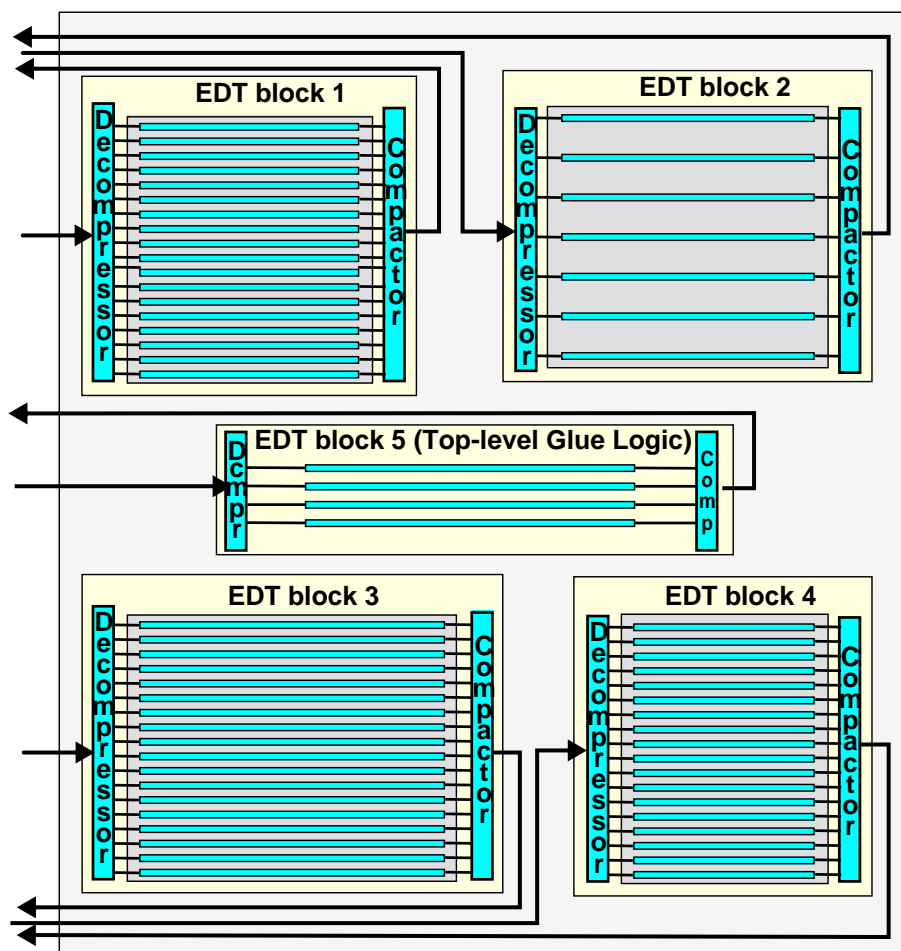 EDT block 1
Decompressor
Compactor
EDT block 2
Decompressor
Compactor
EDT block 5 (Top-level Glue Logic)
Dcmpr
Comp
EDT block 3
Decompressor
Compactor
EDT block 4
Decompressor
Compactor